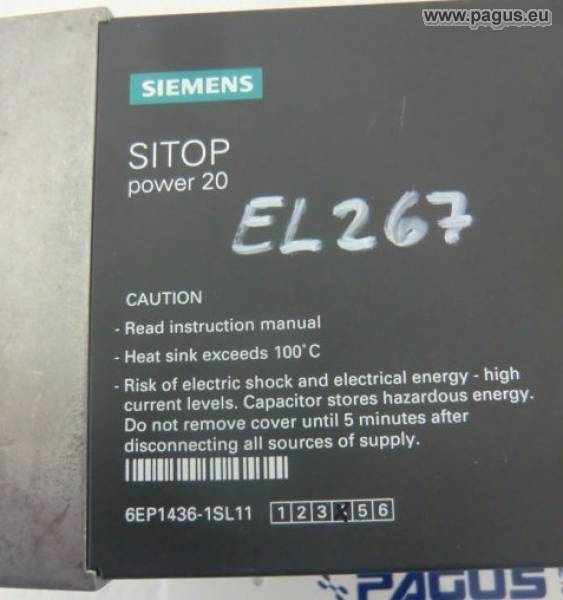 www.pagus.eu
SIEMENS
SITOP
power 20
EL267
CAUTION
- Read instruction manual
- Heat sink exceeds 100°C
- Risk of electric shock and electrical energy - high
current levels. Capacitor stores hazardous energy.
Do not remove cover until 5 minutes after
disconnecting all sources of supply.
6EP1436-1SL11 1 2 3 5 6
PAGUS